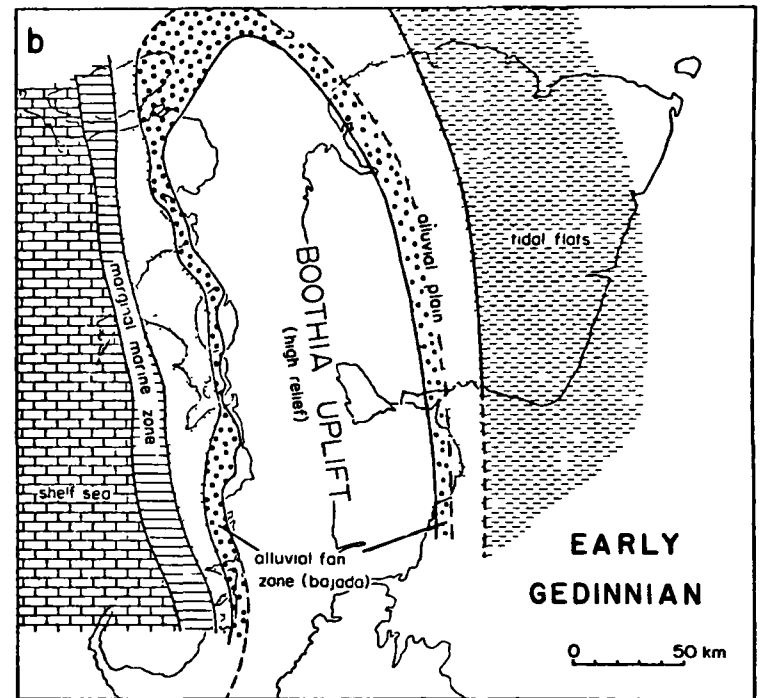 b
alluvial plain
tidal flats
BOOTHIA UPLIFT
(high relief)
marginal marine zone
shelf sea
alluvial fan
zone (bajada)
EARLY
GEDINNIAN
0 50 km